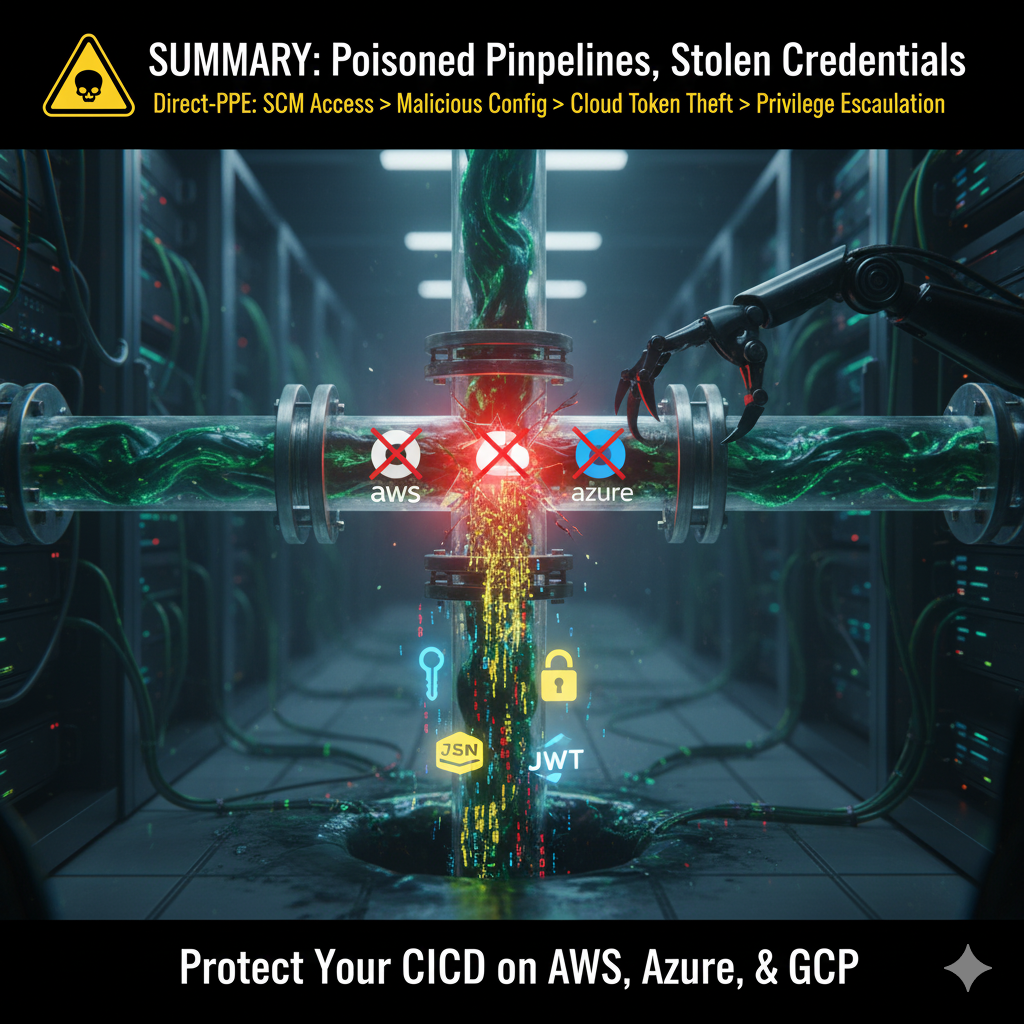 SUMMARY: Poisoned Pinpelines, Stolen Credentials
Direct-PPE: SCM Access > Malicious Config > Cloud Token Theft > Privilege Escaulation
aws
azure
JSN
JWT
Protect Your CICD on AWS, Azure, & GCP